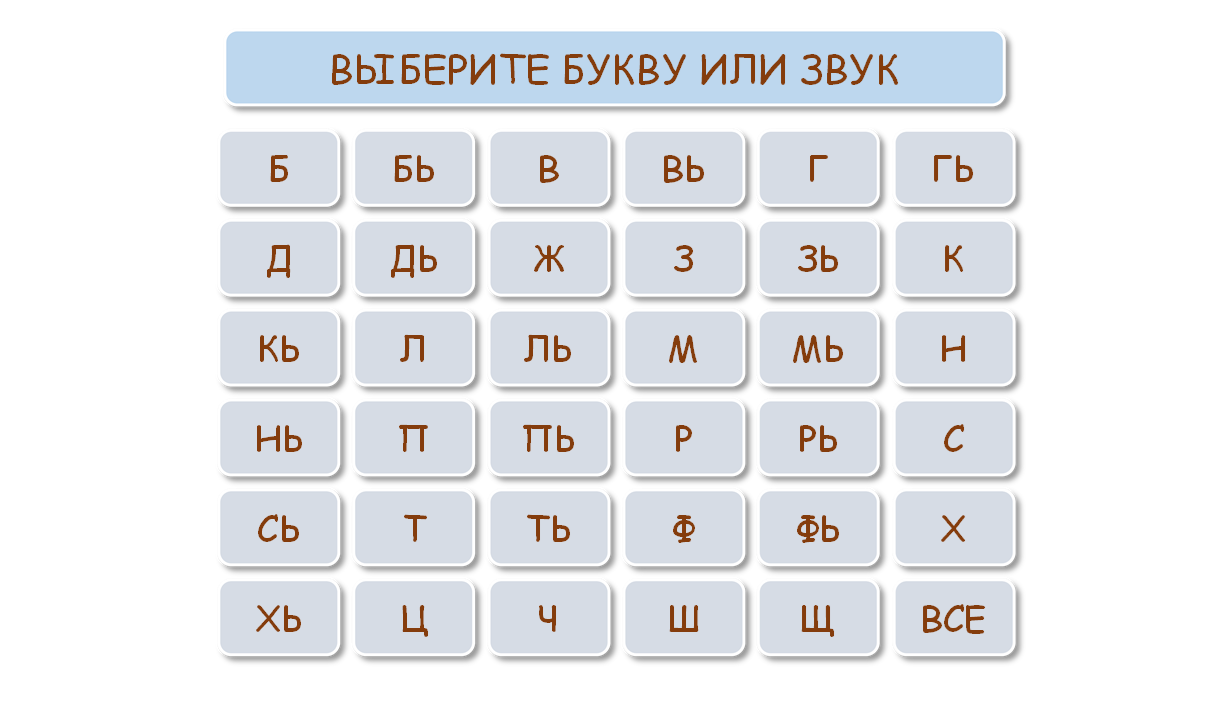 ВЫБЕРИТЕ БУКВУ ИЛИ ЗВУК
Б БЬ В ВЬ Г ГЬ
Д ДЬ Ж З ЗЬ К
КЬ Л ЛЬ М МЬ Н
НЬ П ПЬ Р РЬ С
СЬ Т ТЬ Ф ФЬ Х
ХЬ Ц Ч Ш Щ ВСЕ